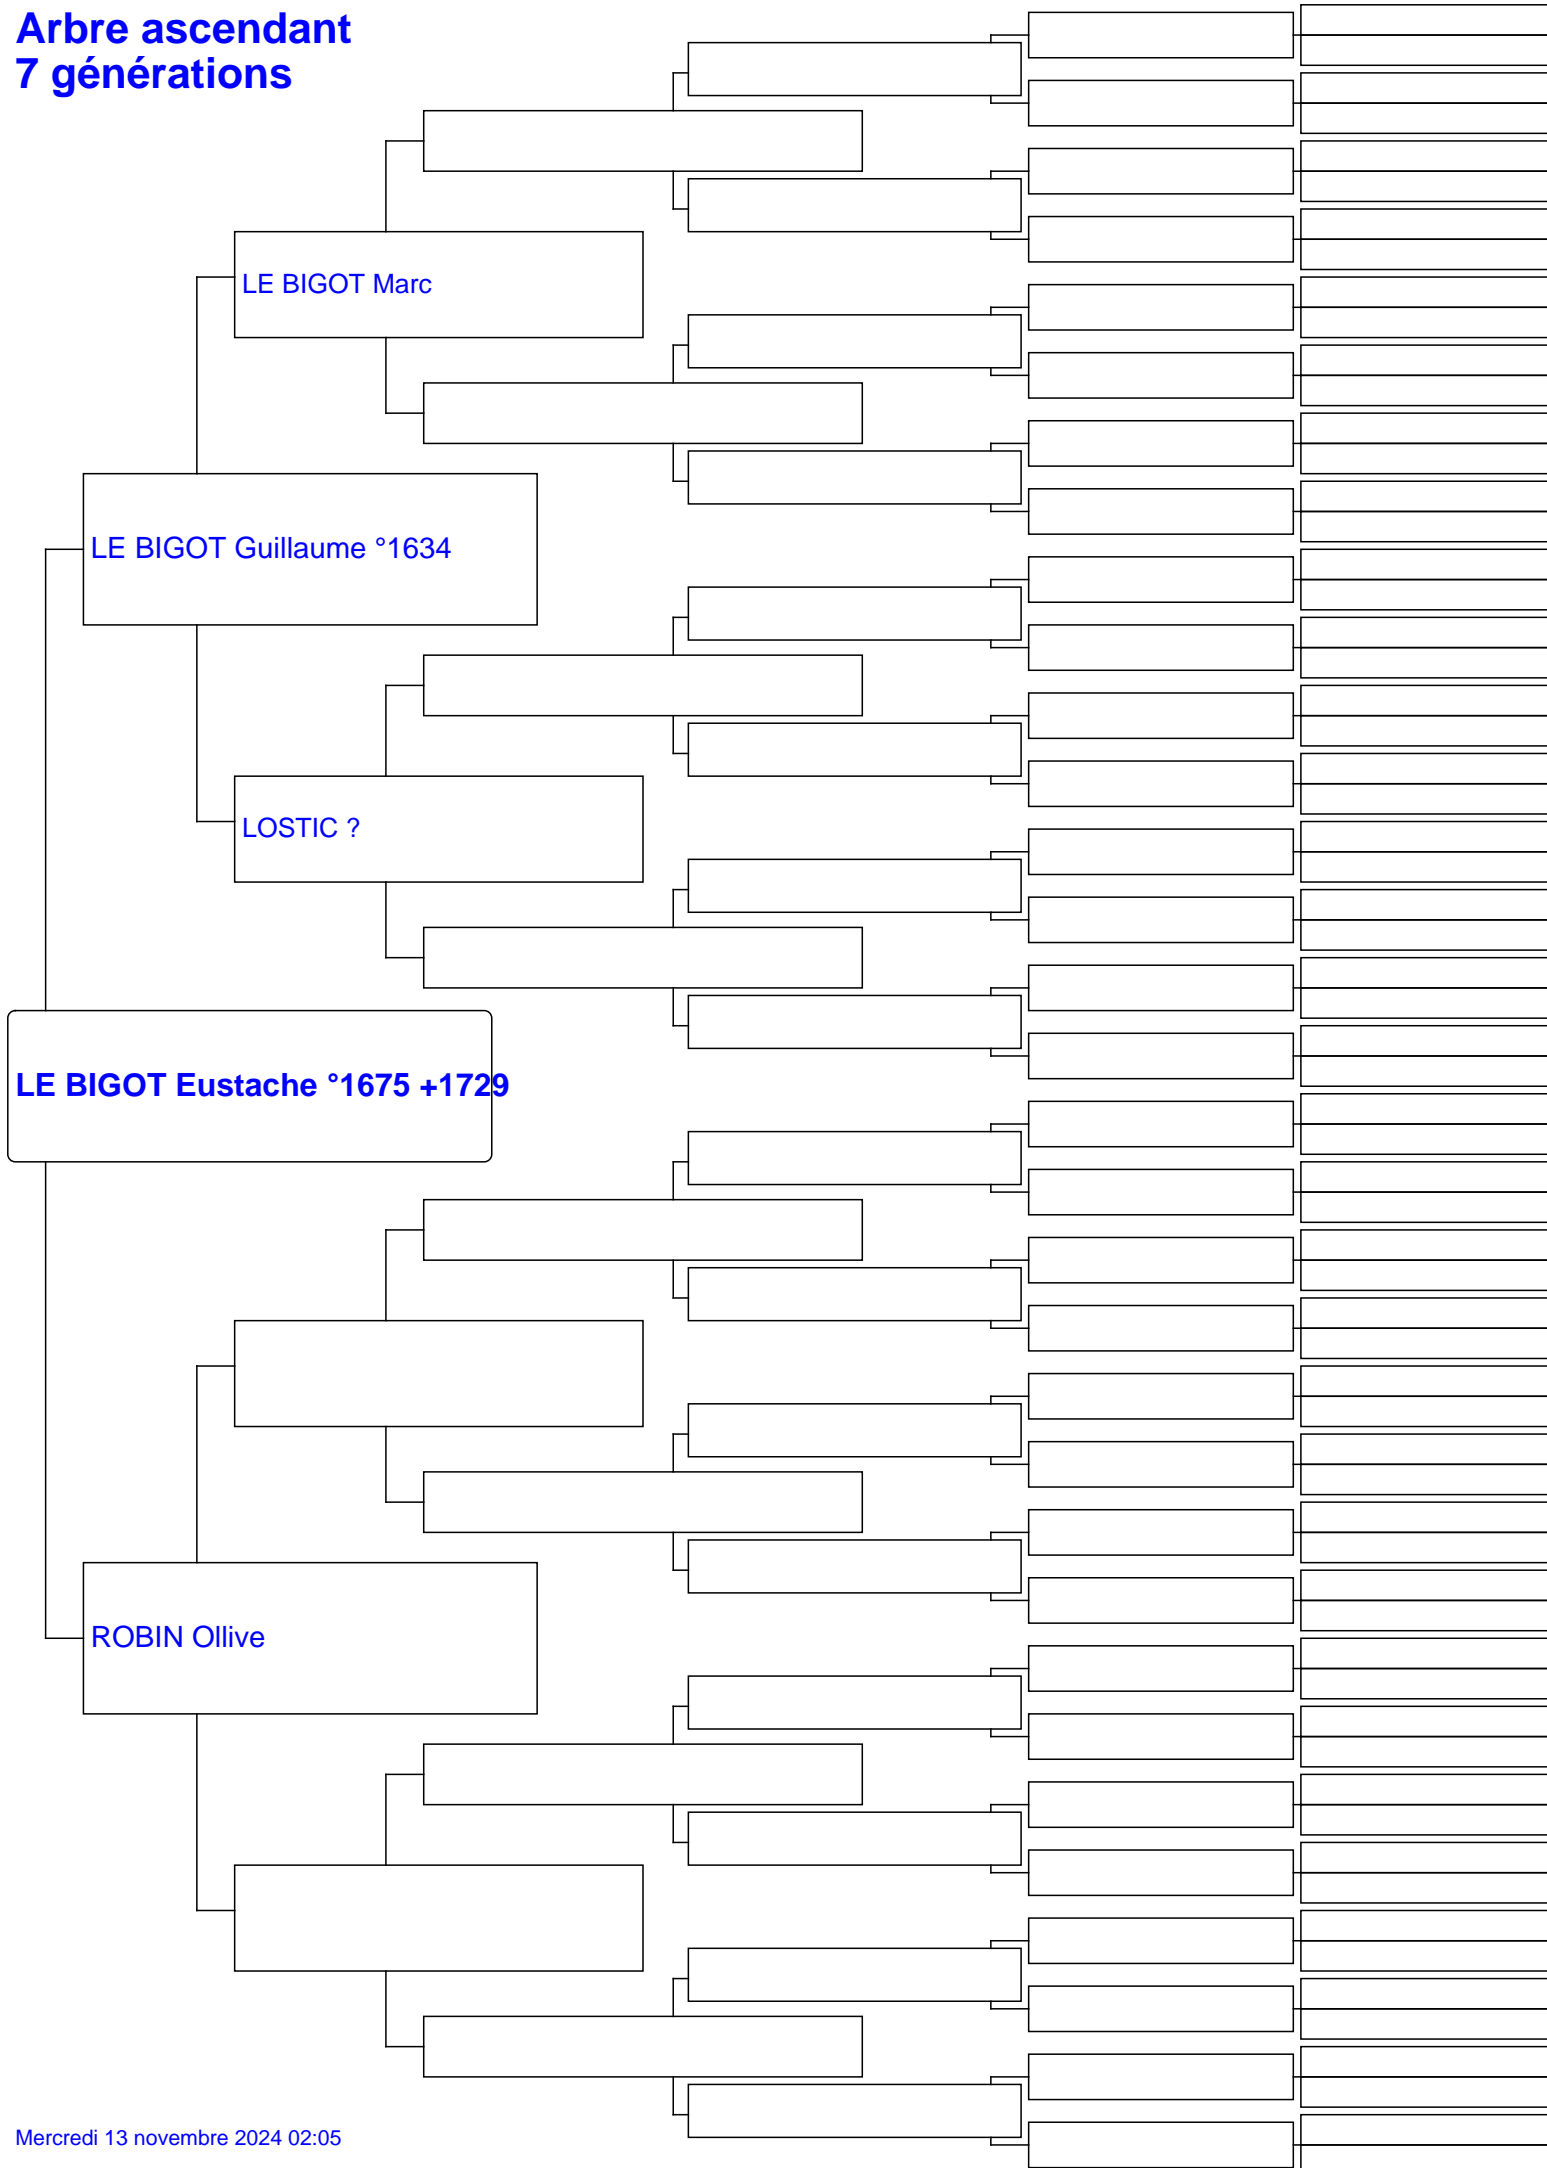 Arbre ascendant
7 générations
LE BIGOT Marc
LE BIGOT Guillaume °1634
LOSTIC ?
LE BIGOT Eustache °1675 +1729
ROBIN Ollive
Mercredi 13 novembre 2024 02:05